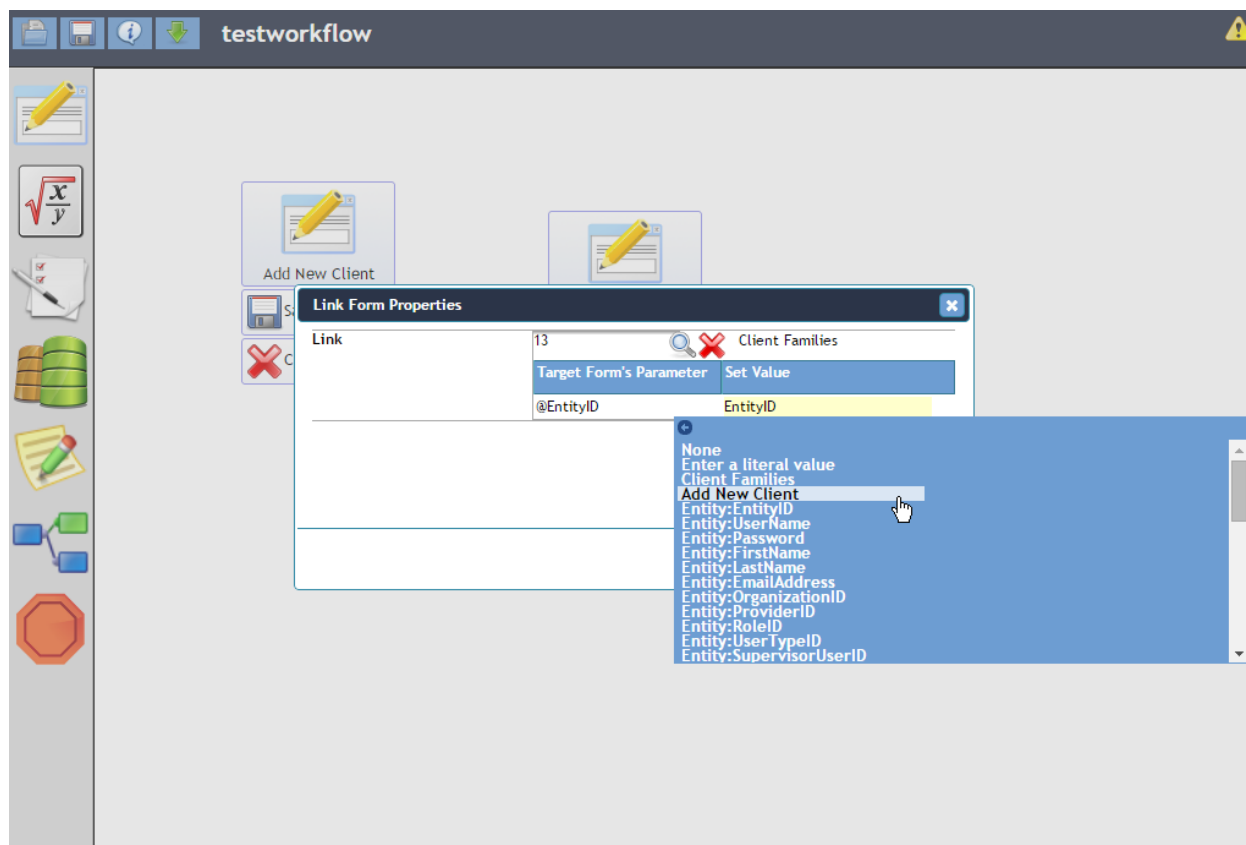 testworkflow
x
y
Add New Client
Link Form Properties
Link
13
Client Families
Target Form's Parameter
Set Value
@EntityID
EntityID
None
Enter a literal value
Client Families
Add New Client
Entity:EntityID
Entity:UserName
Entity:Password
Entity:FirstName
Entity:LastName
Entity:EmailAddress
Entity:OrganizationID
Entity:ProviderID
Entity:RoleID
Entity:UserTypeID
Entity:SupervisorUserID